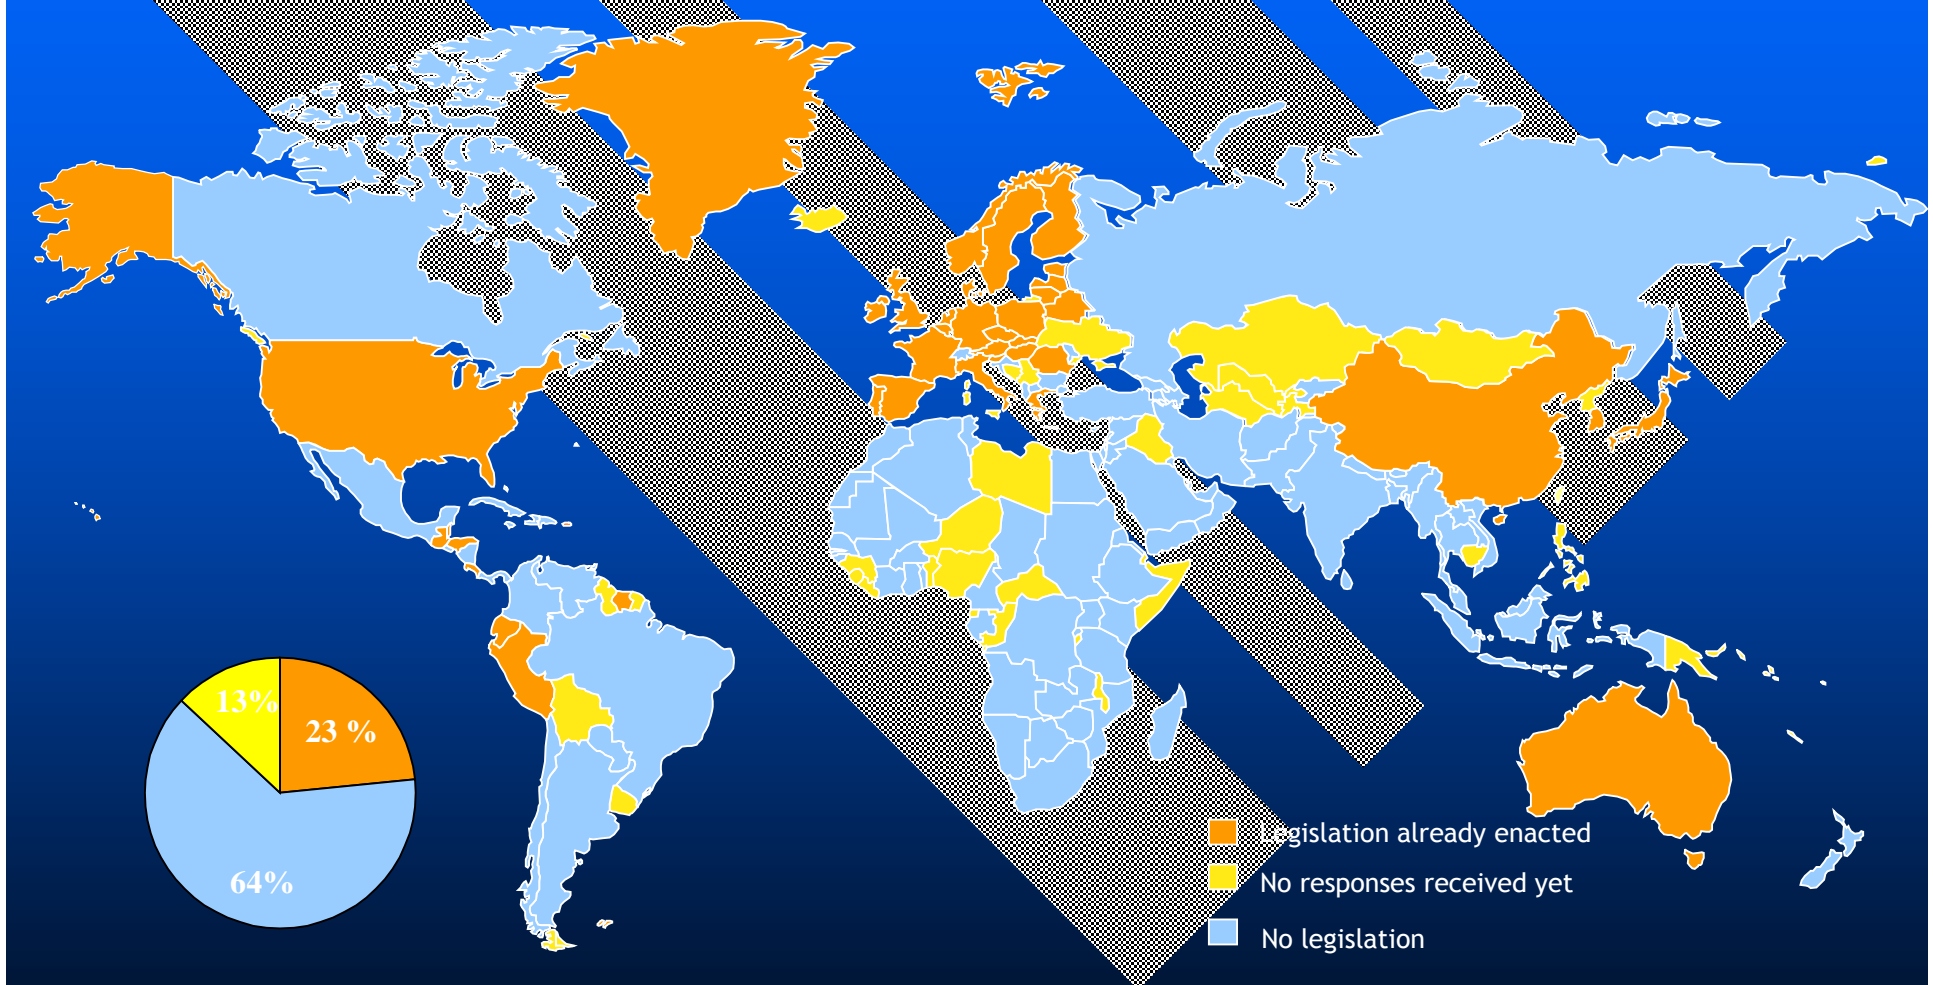 13%
23 %
64%
Legislation already enacted
No responses received yet
No legislation